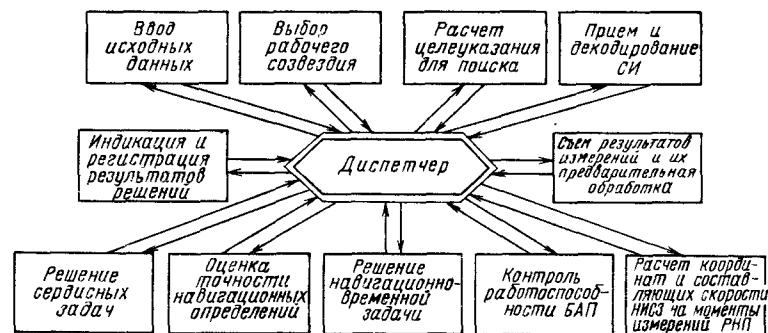 Ввод
исходных
данных
Выбор
рабочего
созвездия
Расчет
целеуказания
для поиска
Прием и
декодирование
СИ
Индикация и
регистрация
результатов
решений
Диспетчер
Съем результатов
измерений и их
предварительная
обработка
Решение
сервисных
задач
Оценка
точности
навигационных
определений
Решение
навигационно-
временной
задачи
Контроль
работоспособ-
ности БАП
Расчет коорди-
нат и состав-
ляющих скорости
НИСЗ на моменты
измерений РНП